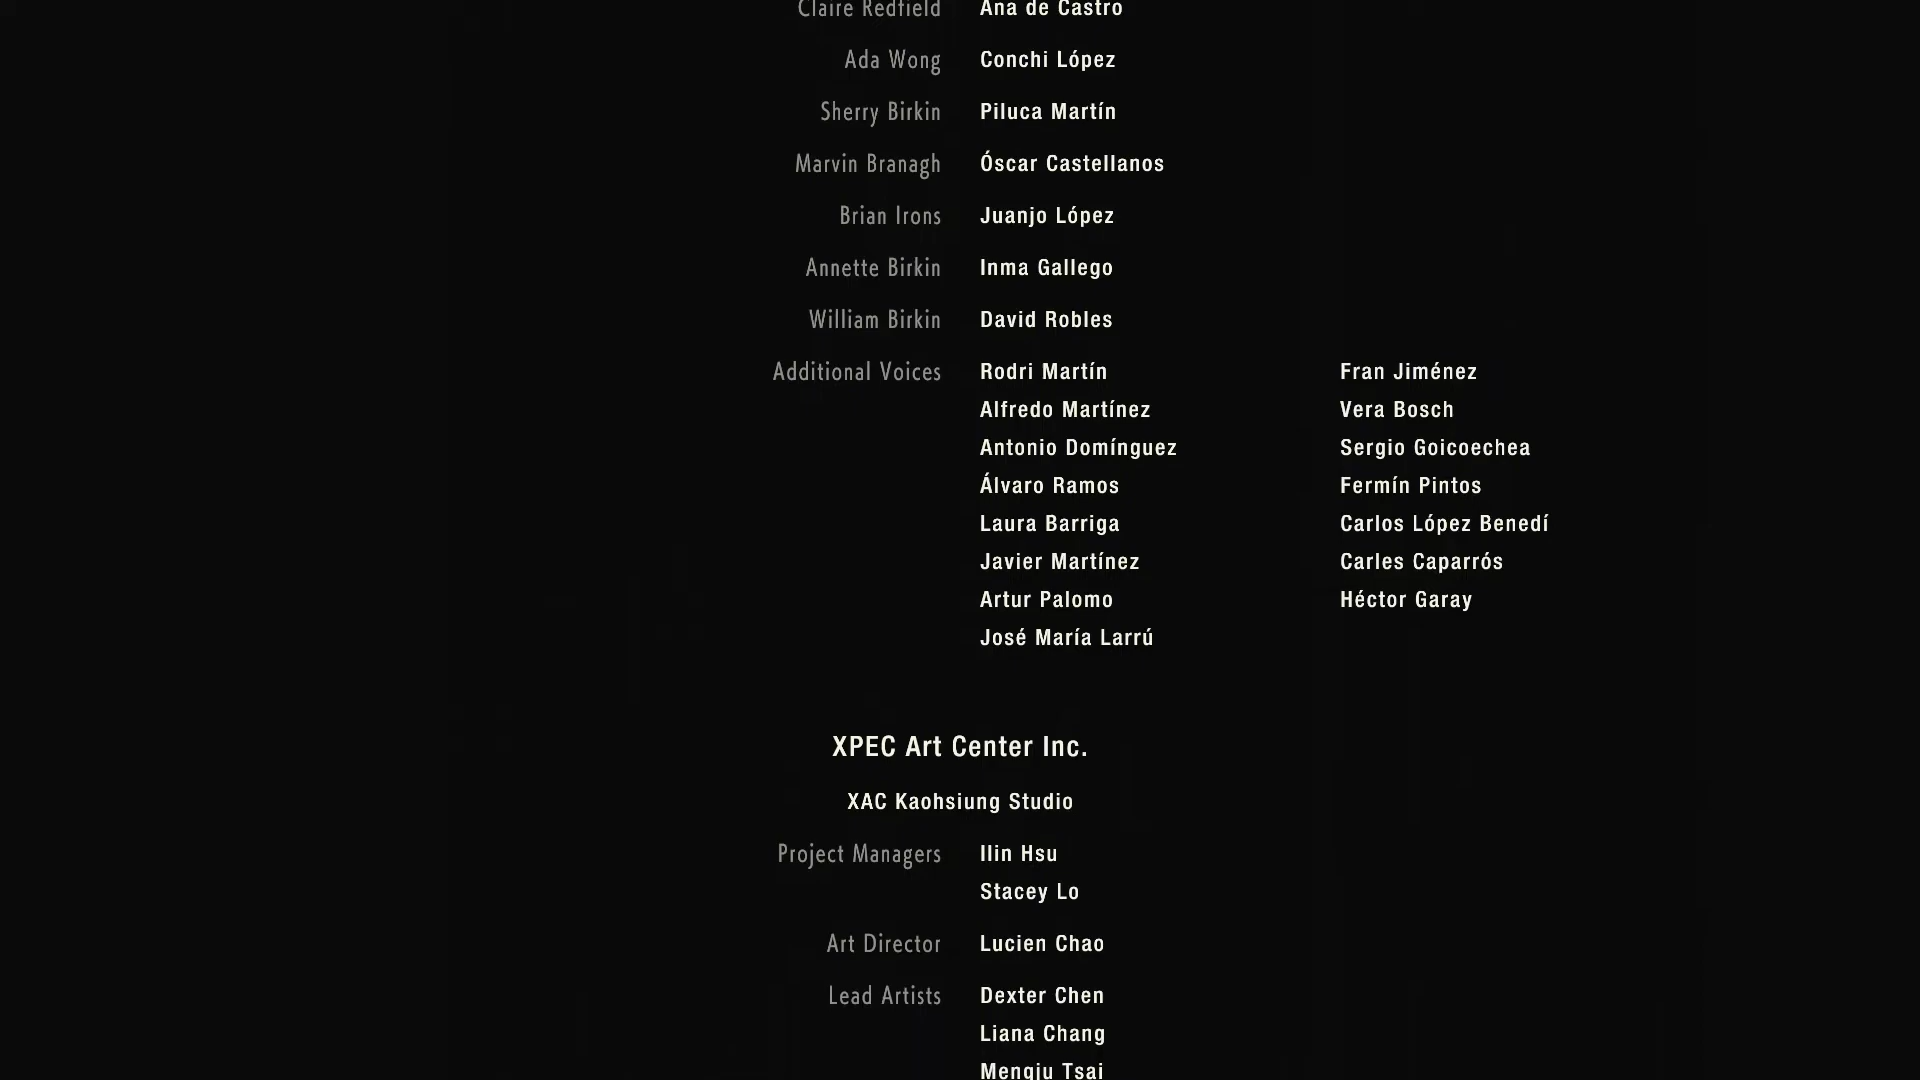 Claire Redfield Ana de Castro
Ada Wong Conchi López
Sherry Birkin Piluca Martín
Marvin Branagh Óscar Castellanos
Brian Irons Juanjo López
Annette Birkin Inma Gallego
William Birkin David Robles
Additional Voices Rodri Martín Fran Jiménez
Alfredo Martínez Vera Bosch
Antonio Domínguez Sergio Goicoechea
Álvaro Ramos Fermín Pintos
Laura Barriga Carlos López Benedí
Javier Martínez Carles Caparrós
Artur Palomo Héctor Garay
José María Larrú
XPEC Art Center Inc.
XAC Kaohsiung Studio
Project Managers Ilin Hsu
Stacey Lo
Art Director Lucien Chao
Lead Artists Dexter Chen
Liana Chang
Mengju Tsai